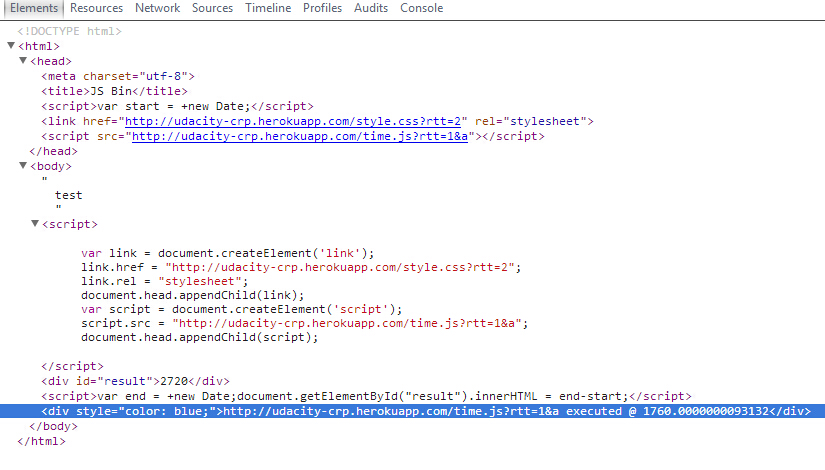 Elements Resources Network Sources Timeline Profiles Audits Console
<!DOCTYPE html>
<html>
<head>
<meta charset="utf-8">
<title>JS Bin</title>
<script>var start = +new Date;</script>
<link href="http://udacity-crp.herokuapp.com/style.css?rtt=2" rel="stylesheet">
<script src="http://udacity-crp.herokuapp.com/time.js?rtt=1&a"></script>
</head>
<body>
"
test
"
<script>
var link = document.createElement('link');
link.href = "http://udacity-crp.herokuapp.com/style.css?rtt=2";
link.rel = "stylesheet";
document.head.appendChild(link);
var script = document.createElement('script');
script.src = "http://udacity-crp.herokuapp.com/time.js?rtt=1&a";
document.head.appendChild(script);
</script>
<div id="result">2720</div>
<script>var end = +new Date;document.getElementById("result").innerHTML = end-start;</script>
<div style="color: blue;">http://udacity-crp.herokuapp.com/time.js?rtt=1&a executed @ 1760.0000000093132</div>
</body>
</html>